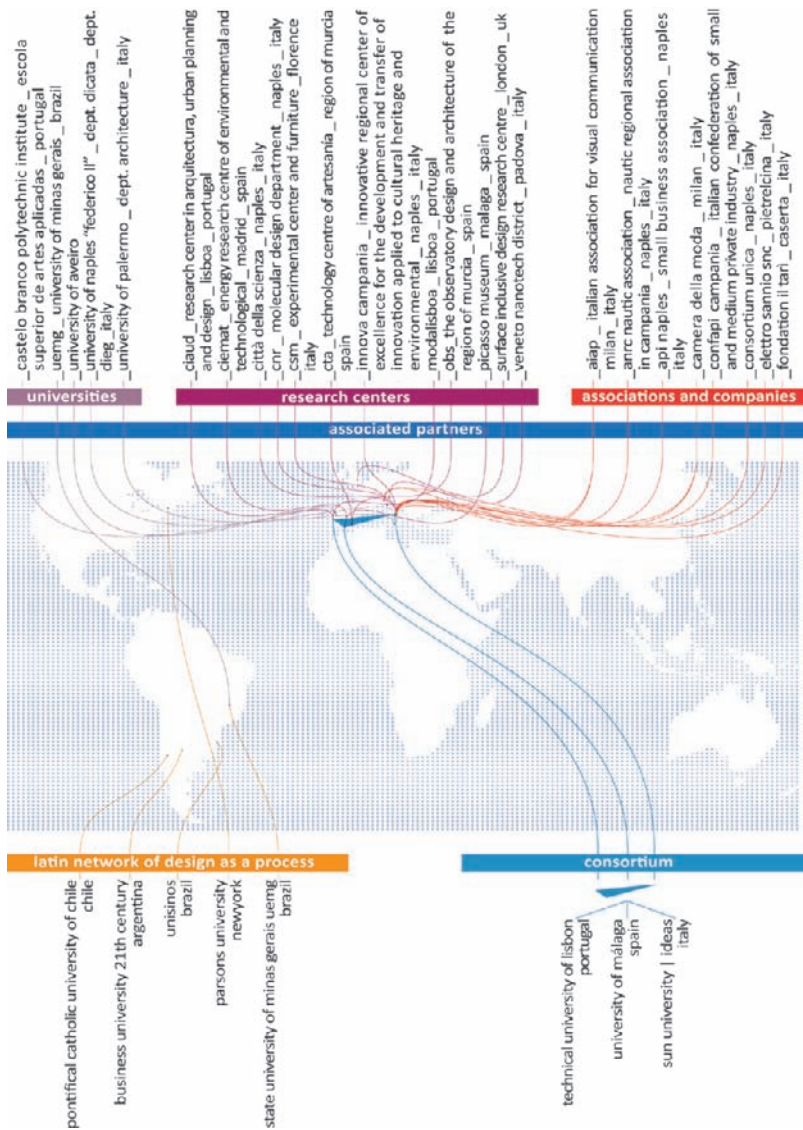 _ castelo branco polytechnic institute _ escola
superior de artes aplicadas _ portugal
_ uemg _ university of minas gerais _ brazil
_ university of aveiro
_ university of naples "federico II" _ dept. dicata _ dept.
dieg _ italy
_ university of palermo _ dept. architecture _ italy
_ ciaud _ research center in arquitectura, urban planning
and design _ lisboa _ portugal
_ ciemat _ energy research centre of environmental and
technological _ madrid _ spain
_ città della scienza _ naples _ italy
_ cnr _ molecular design department _ naples _ italy
_ csm _ experimental center and furniture _ florence
italy
_ cta _ technology centre of artesania _ region of murcia
spain
_ innova campania _ innovative regional center of
excellence for the development and transfer of
innovation applied to cultural heritage and
environmental _ naples _ italy
_ modalisboa _ lisboa _ portugal
_ obs _ the observatory design and architecture of the
region of murcia _ spain
_ picasso museum _ malaga _ spain
_ surface inclusive design research centre _ london _ uk
_ veneto nanotech district _ padova _ italy
_ aiap _ italian association for visual communication
milan _ italy
_ anrc nautic association _ nautic regional association
in campania _ naples _ italy
_ api naples _ small business association _ naples
italy
_ camera della moda _ milan _ italy
_ confapi campania _ italian confederation of small
and medium private industry _ naples _ italy
_ consortium unica _ naples _ italy
_ elettro sannio snc _ pietrelcina _ italy
_ fondation il tarì _ caserta _ italy
universities
research centers
associations and companies
associated partners
latin network of design as a process
consortium
pontifical catholic university of chile
chile
business university 21th century
argentina
unisinos
brazil
parsons university
newyork
state university of minas gerais uemg
brazil
technical university of lisbon
portugal
university of málaga
spain
sun university | ideas
italy